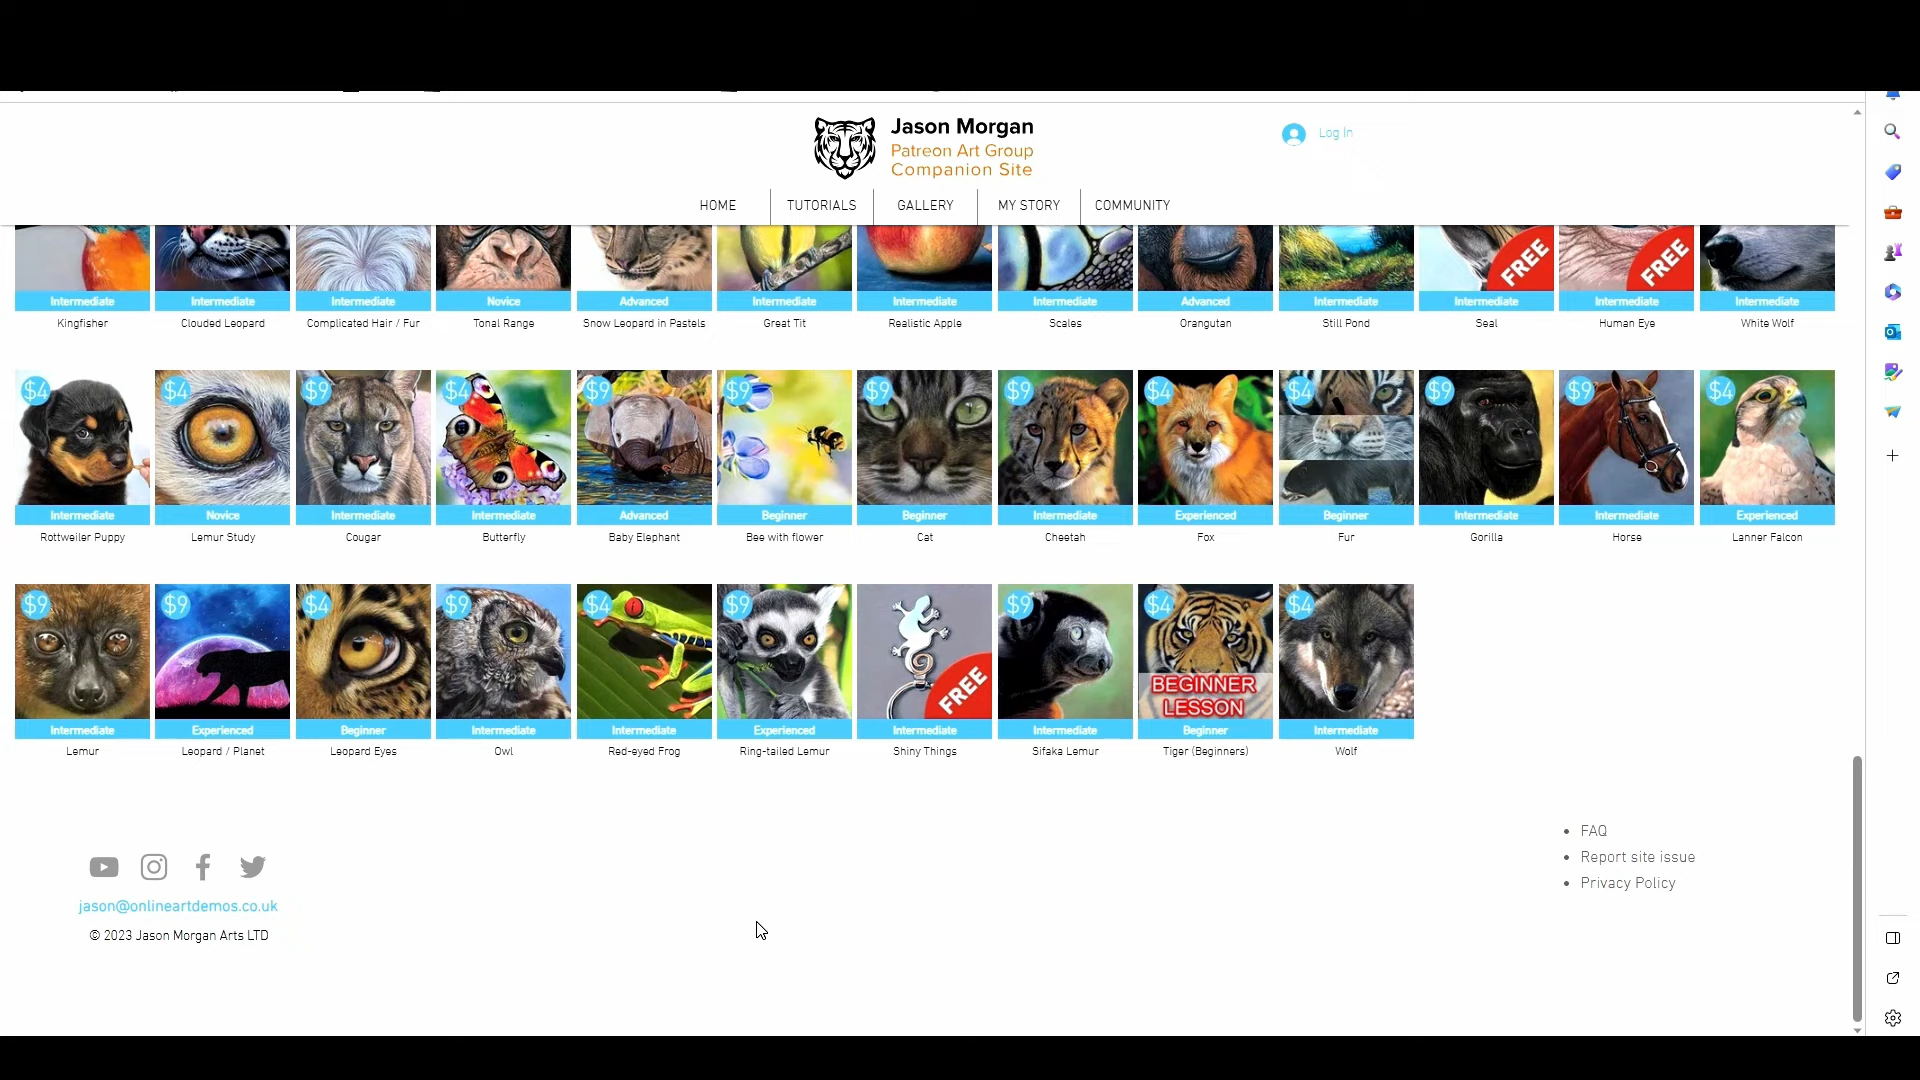 Jason Morgan
Patreon Art Group
Companion Site
Log In
HOME TUTORIALS GALLERY MY STORY COMMUNITY
FREE FREE
Intermediate Intermediate Intermediate Novice Advanced Intermediate Intermediate Intermediate Advanced Intermediate Intermediate Intermediate Intermediate
Kingfisher Clouded Leopard Complicated Hair / Fur Tonal Range Snow Leopard in Pastels Great Tit Realistic Apple Scales Orangutan Still Pond Seal Human Eye White Wolf
$4 $4 $9 $4 $9 $9 $9 $9 $4 $4 $9 $9 $4
Intermediate Novice Intermediate Intermediate Advanced Beginner Beginner Intermediate Experienced Beginner Intermediate Intermediate Experienced
Rottweiler Puppy Lemur Study Cougar Butterfly Baby Elephant Bee with flower Cat Cheetah Fox Fur Gorilla Horse Lanner Falcon
$9 $9 $4 $9 $4 $9 $9 $4 $4
FREE
BEGINNER
LESSON
Intermediate Experienced Beginner Intermediate Intermediate Experienced Intermediate Intermediate Beginner Intermediate
Lemur Leopard / Planet Leopard Eyes Owl Red-eyed Frog Ring-tailed Lemur Shiny Things Sifaka Lemur Tiger (Beginners) Wolf
FAQ
Report site issue
Privacy Policy
jason@onlineartdemos.co.uk
© 2023 Jason Morgan Arts LTD